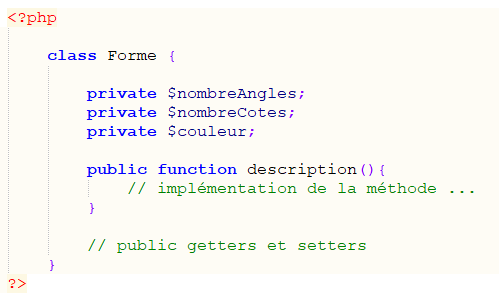 <?php
class Forme {
private $nombreAngles;
private $nombreCotes;
private $couleur;
public function description(){
// implémentation de la méthode ...
}
// public getters et setters
}
?>